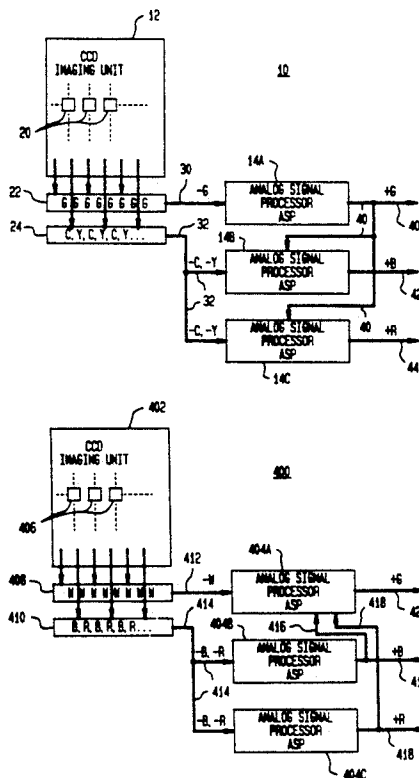 12
CCD
IMAGING UNIT
10
20
22
G G G G G G G
30
-G
14A
ANALOG SIGNAL
PROCESSOR
ASP
+G
40
24
C,Y,C,Y,C,Y...
32
14B
40
-C,-Y
32
ANALOG SIGNAL
PROCESSOR
ASP
+B
42
40
-C,-Y
ANALOG SIGNAL
PROCESSOR
ASP
+R
44
14C
402
CCD
IMAGING UNIT
400
406
408
412
-W
404A
ANALOG SIGNAL
PROCESSOR
ASP
+G
410
B,R,B,R,B,R...
414
404B
416
418
-B,-R
414
ANALOG SIGNAL
PROCESSOR
ASP
+B
-B,-R
ANALOG SIGNAL
PROCESSOR
ASP
+R
418
404C